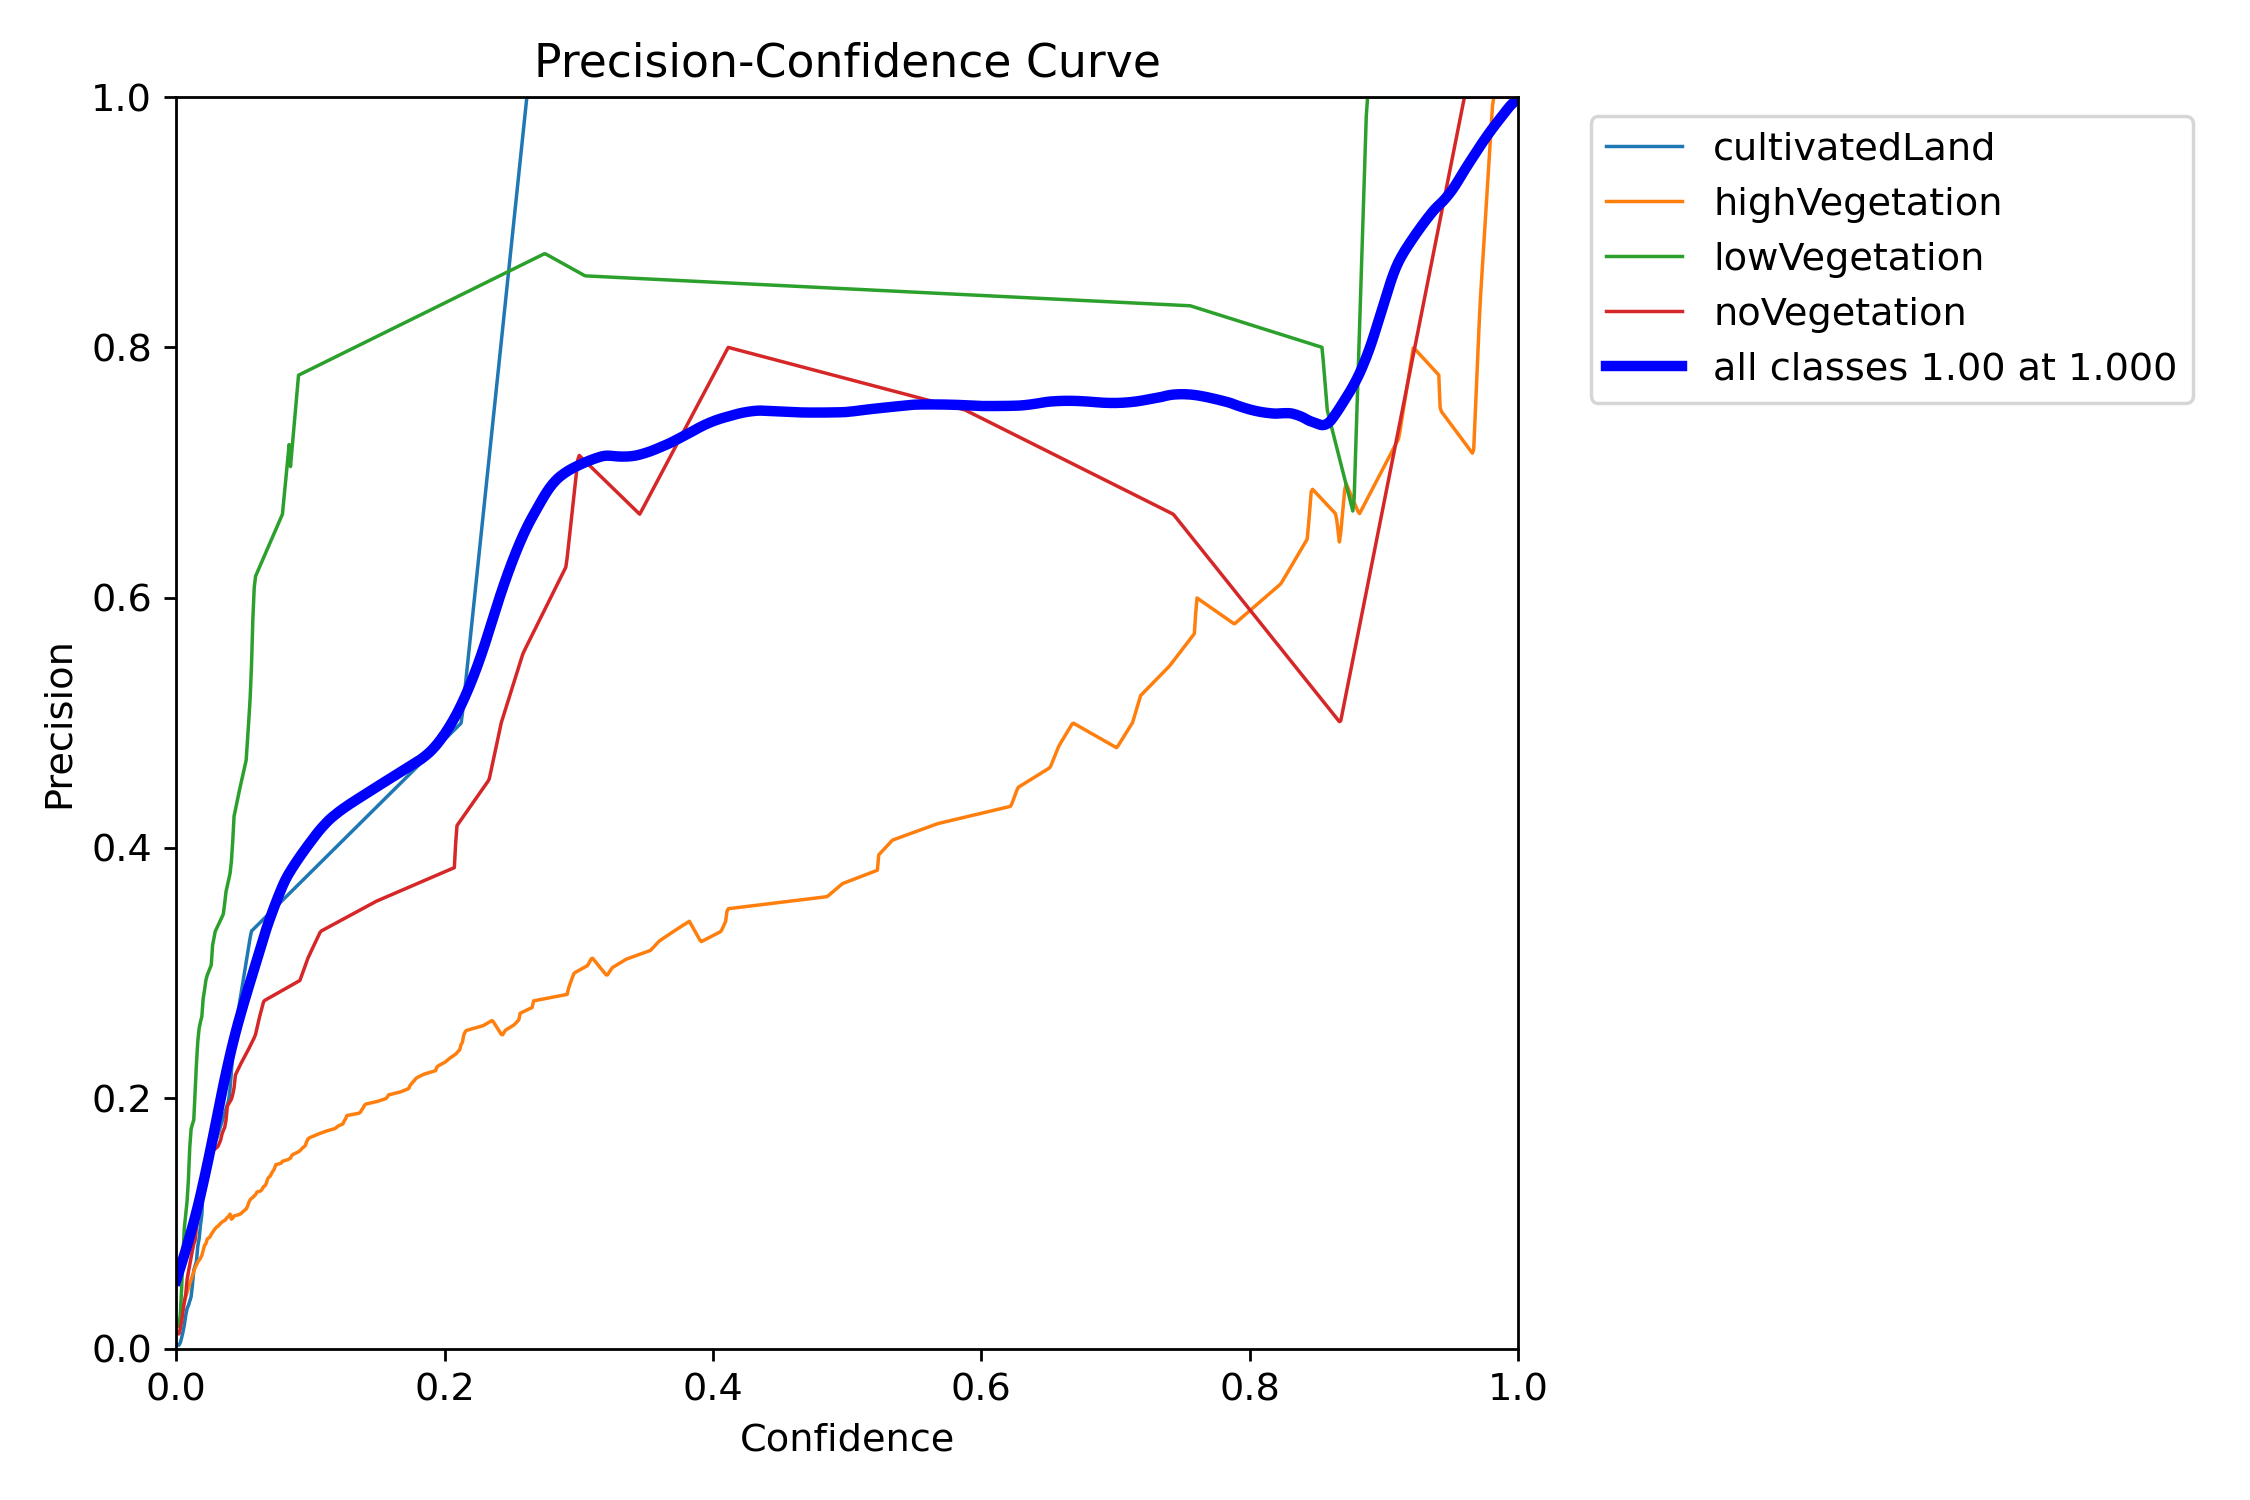 Precision-Confidence Curve
1.0
0.8
0.6
0.4
0.2
0.0
Precision
0.0 0.2 0.4 0.6 0.8 1.0
Confidence
cultivatedLand
highVegetation
lowVegetation
noVegetation
all classes 1.00 at 1.000